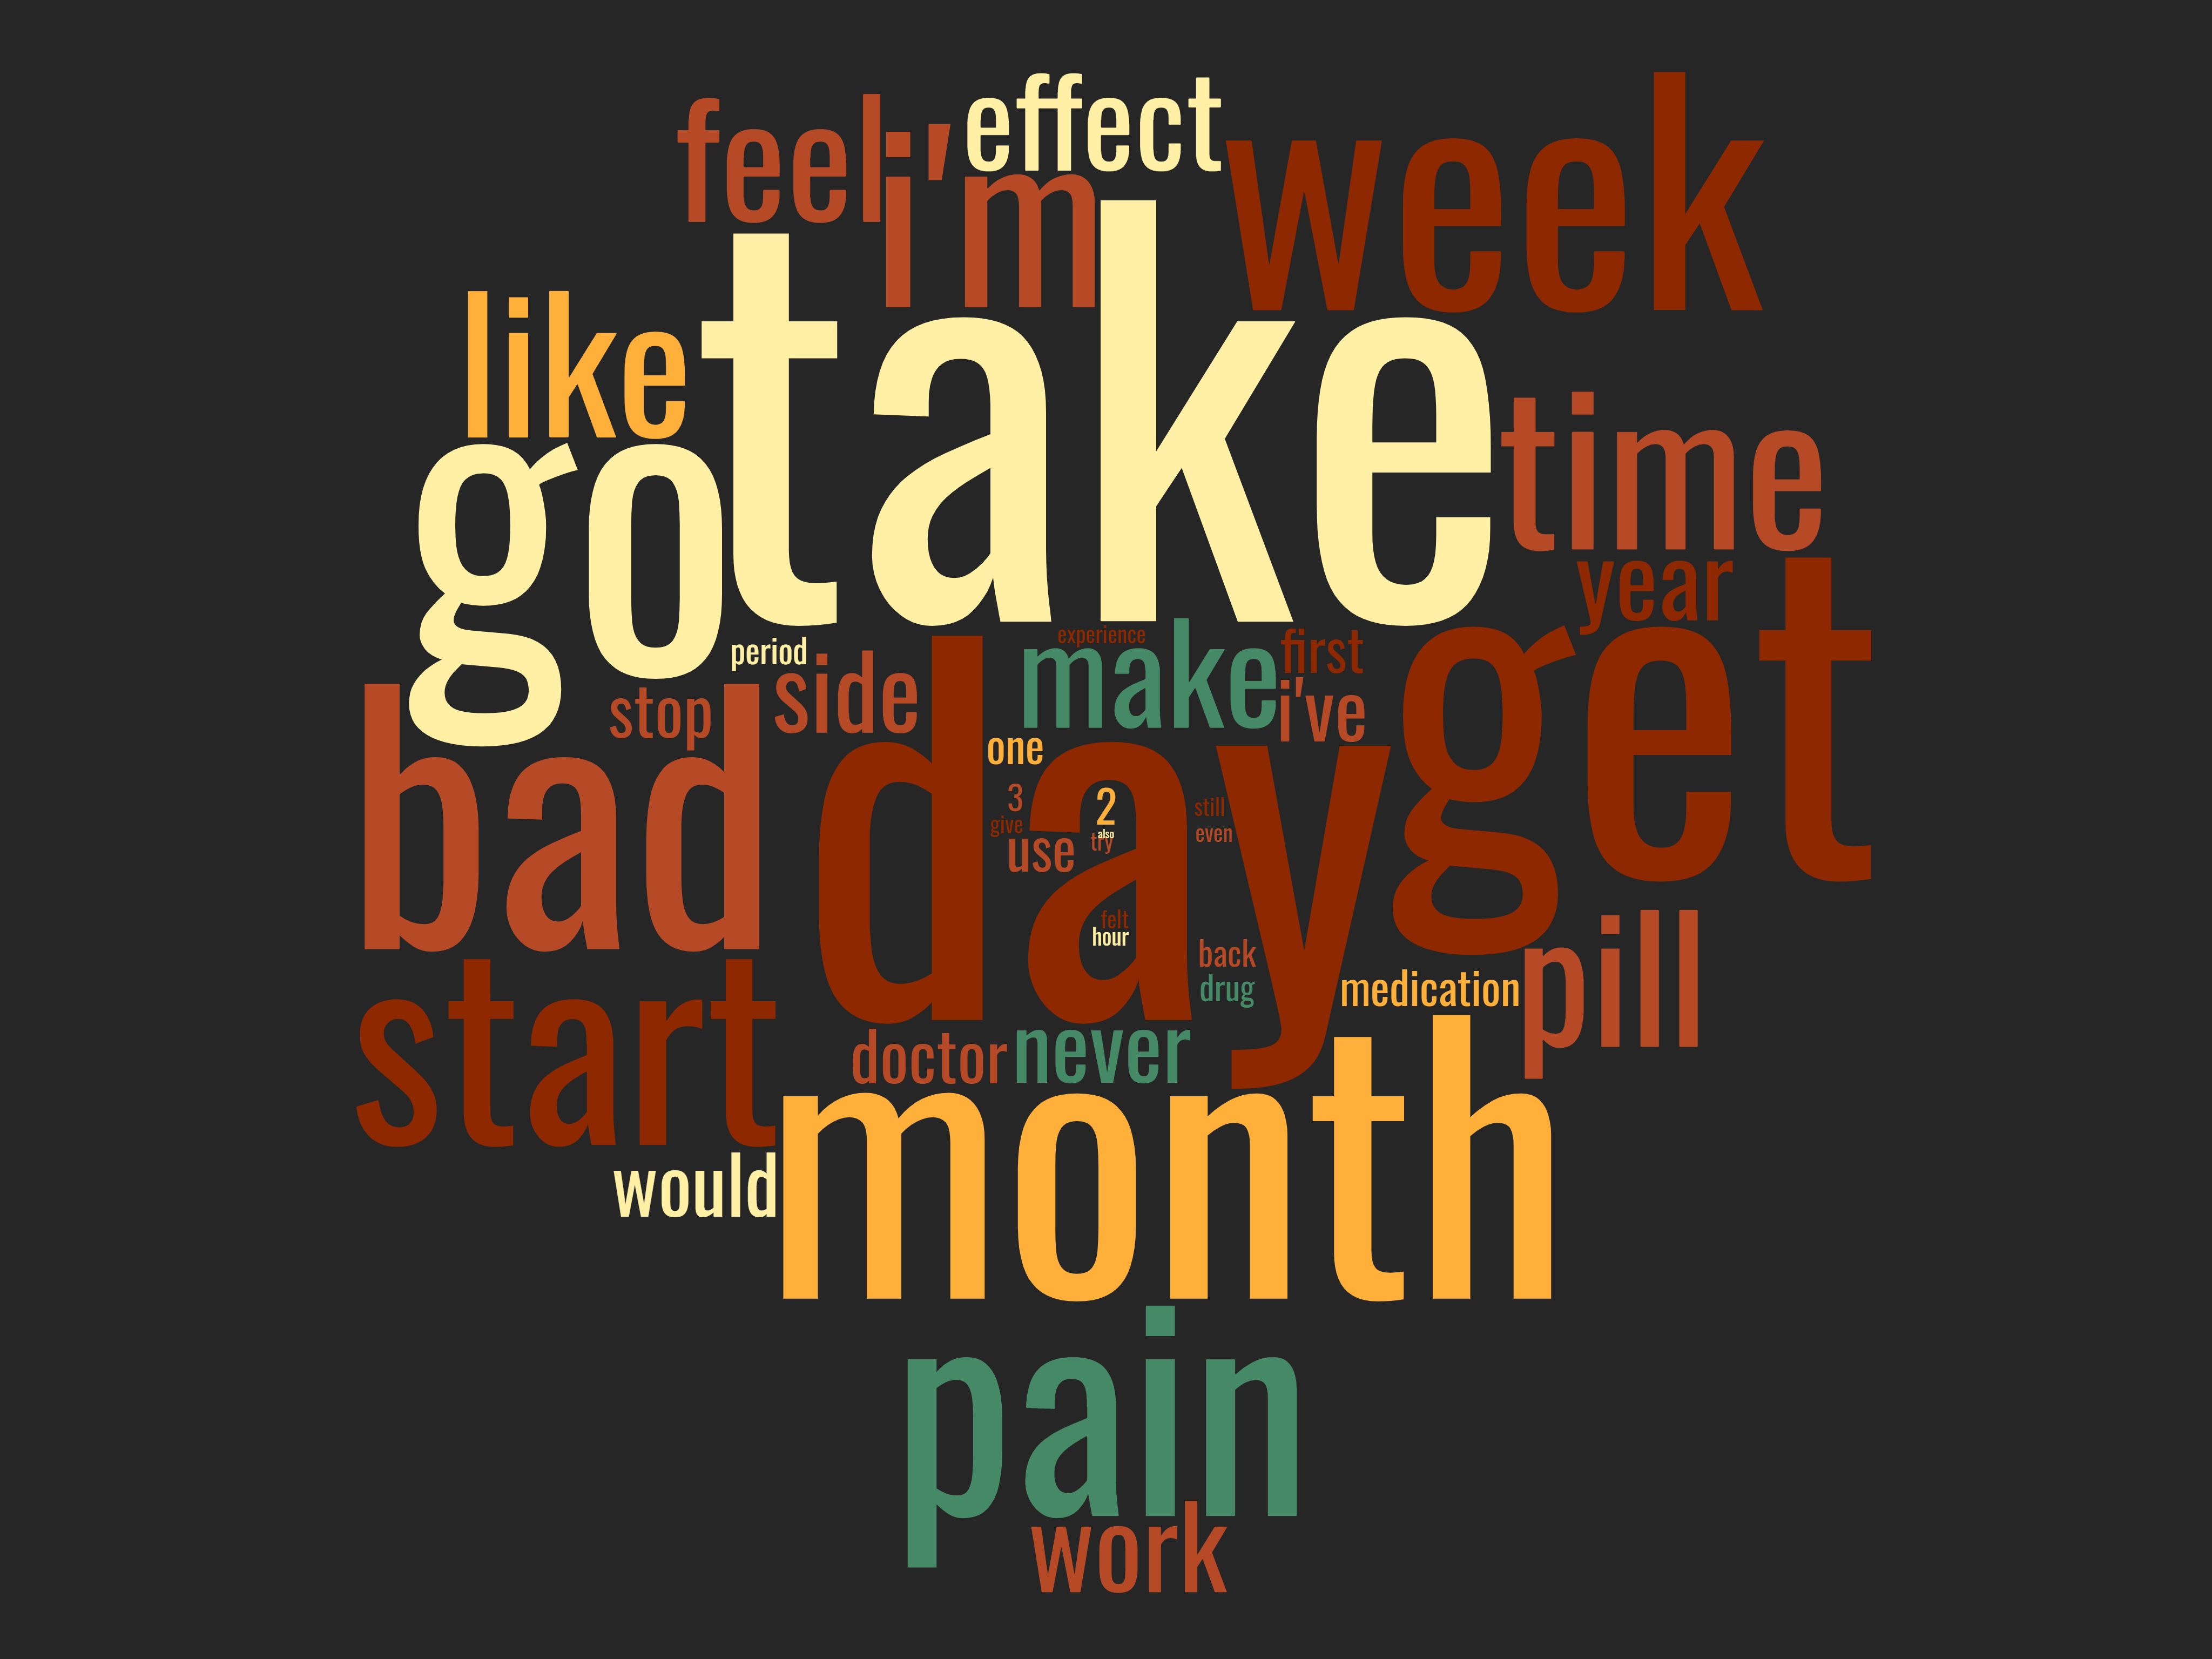 effect
feel
i'm
week
like
take
go
time
year
get
period
experience
make
first
stop
side
i've
bad
day
one
3
2
still
give
also
even
use
try
felt
hour
back
drug
medication
pill
start
doctor
never
month
would
pain
work